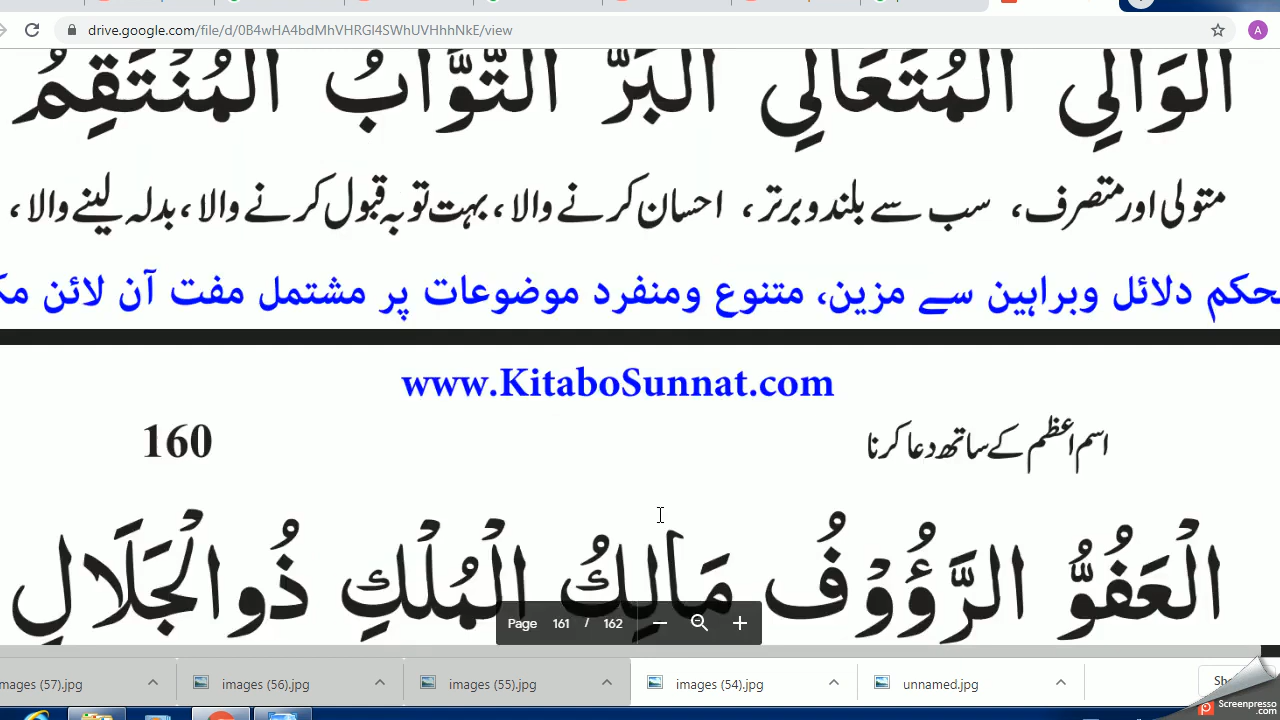 drive.google.com/file/d/0B4wHA4bdMhVHRGl4SWhUVHhhNkE/view
A
الْوَالِي الْمُتَعَالِي الْبَرُّ التَّوَّابُ الْمُنْتَقِمُ
متولی اور متصرف، سب سے بلند و برتر، احسان کرنے والا، بہت توبہ قبول کرنے والا، بدلہ لینے والا،
دلائل وبراہین سے مزین، متنوع ومنفرد موضوعات پر مشتمل مفت آن لائن
www.KitaboSunnat.com
اسم اعظم کے ساتھ دعا کرنا 160
الْعَفُوُّ الرَّؤُوْفُ مَالِكُ الْمُلْكِ ذُوالْجَلَالِ
Page 161 / 162
images (57).jpg images (56).jpg images (55).jpg images (54).jpg unnamed.jpg
Screenpresso
.com